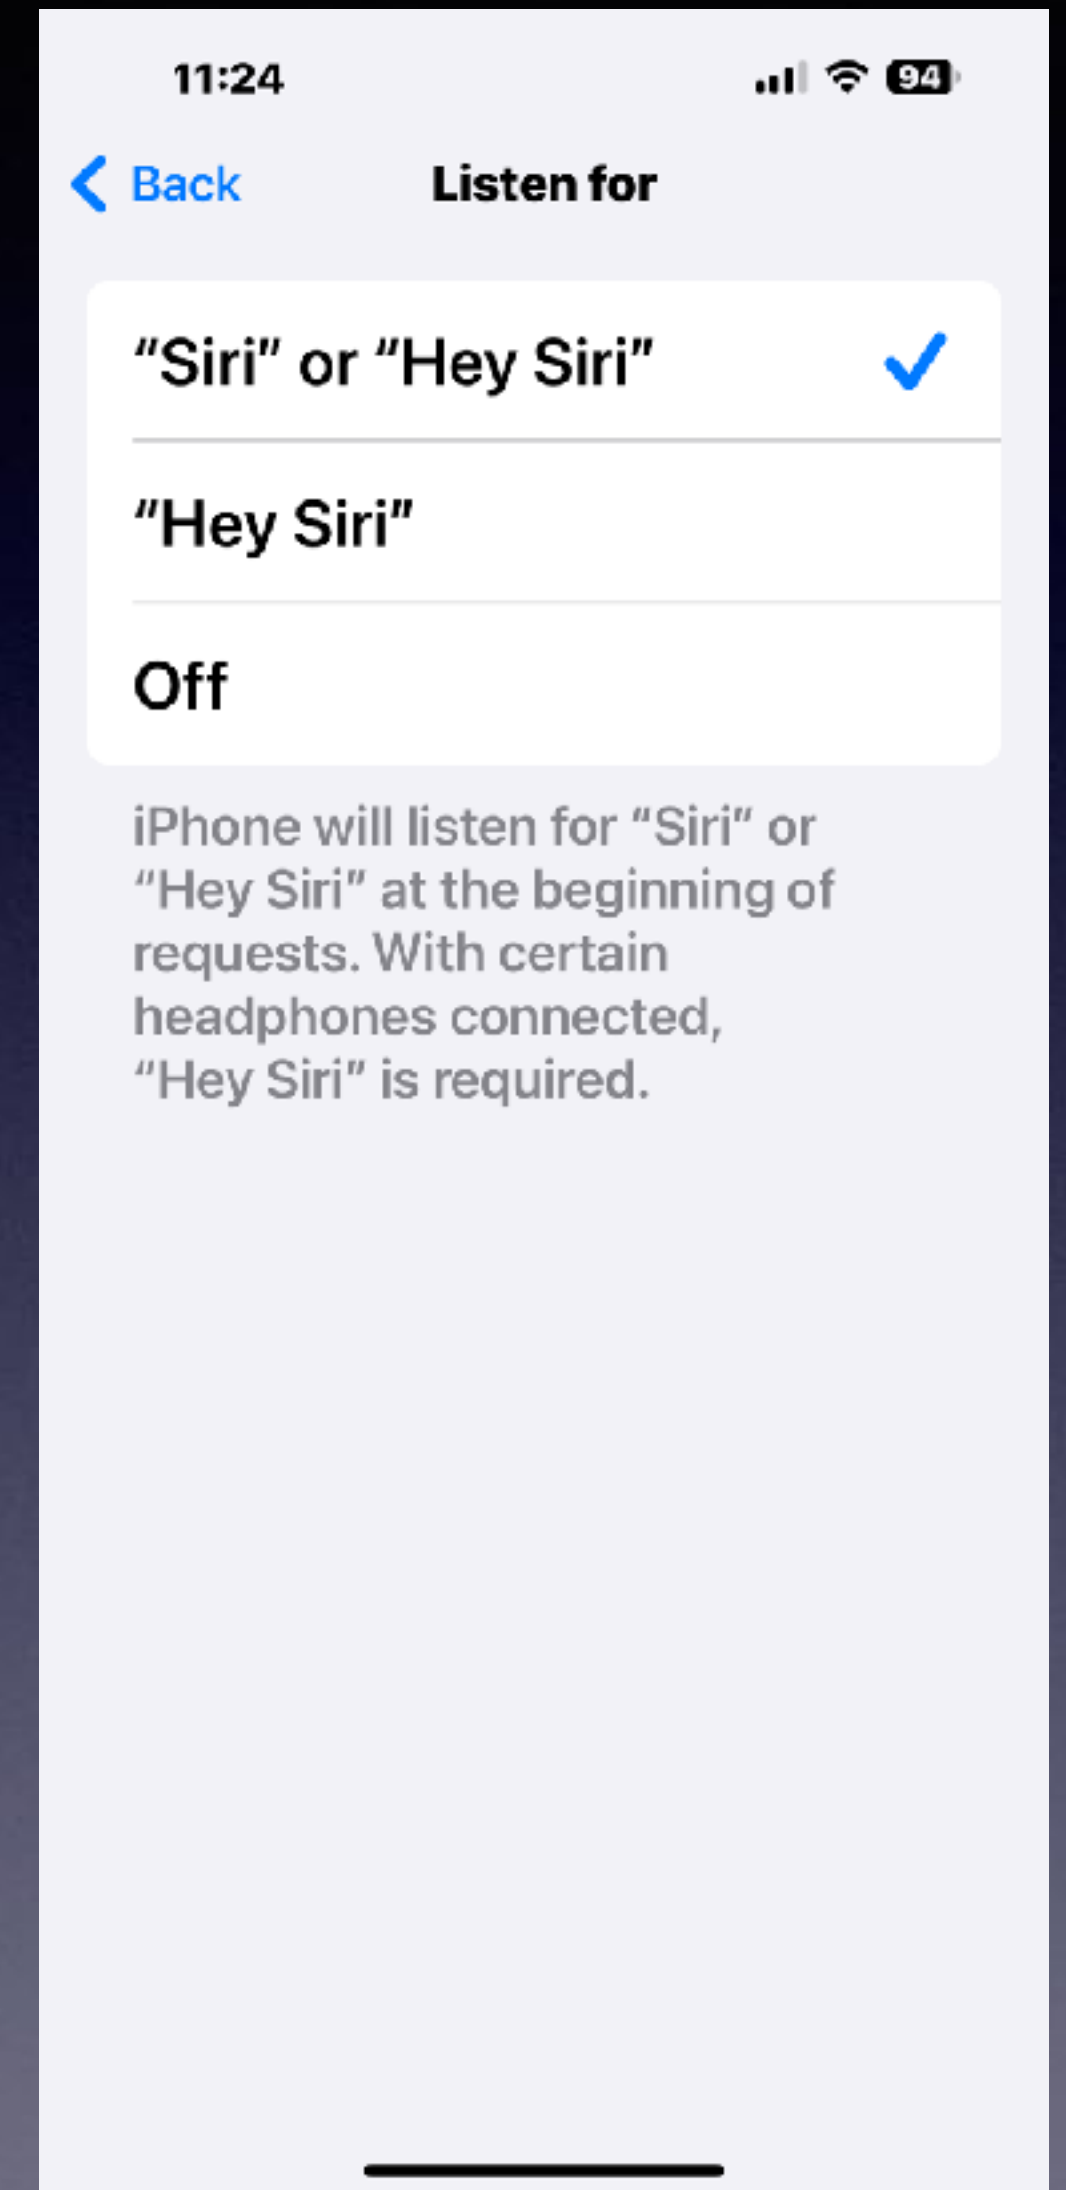 11:24 94
Back Listen for
“Siri” or “Hey Siri”
“Hey Siri”
Off
iPhone will listen for “Siri” or
“Hey Siri” at the beginning of
requests. With certain
headphones connected,
“Hey Siri” is required.